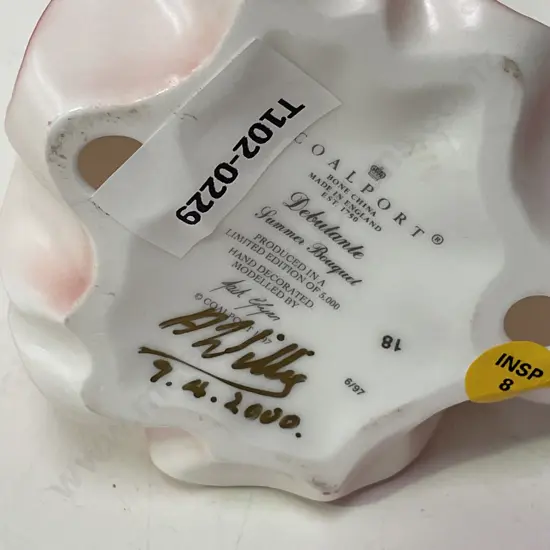 T102-0229
COALPORT®
BONE CHINA
MADE IN ENGLAND
EST. 1750
Debutante
Summer Bouquet
PRODUCED IN A
LIMITED EDITION OF 5,000
HAND DECORATED
MODELLED BY
© COALPORT
9.4.2000.
18
6/97
INSP
8